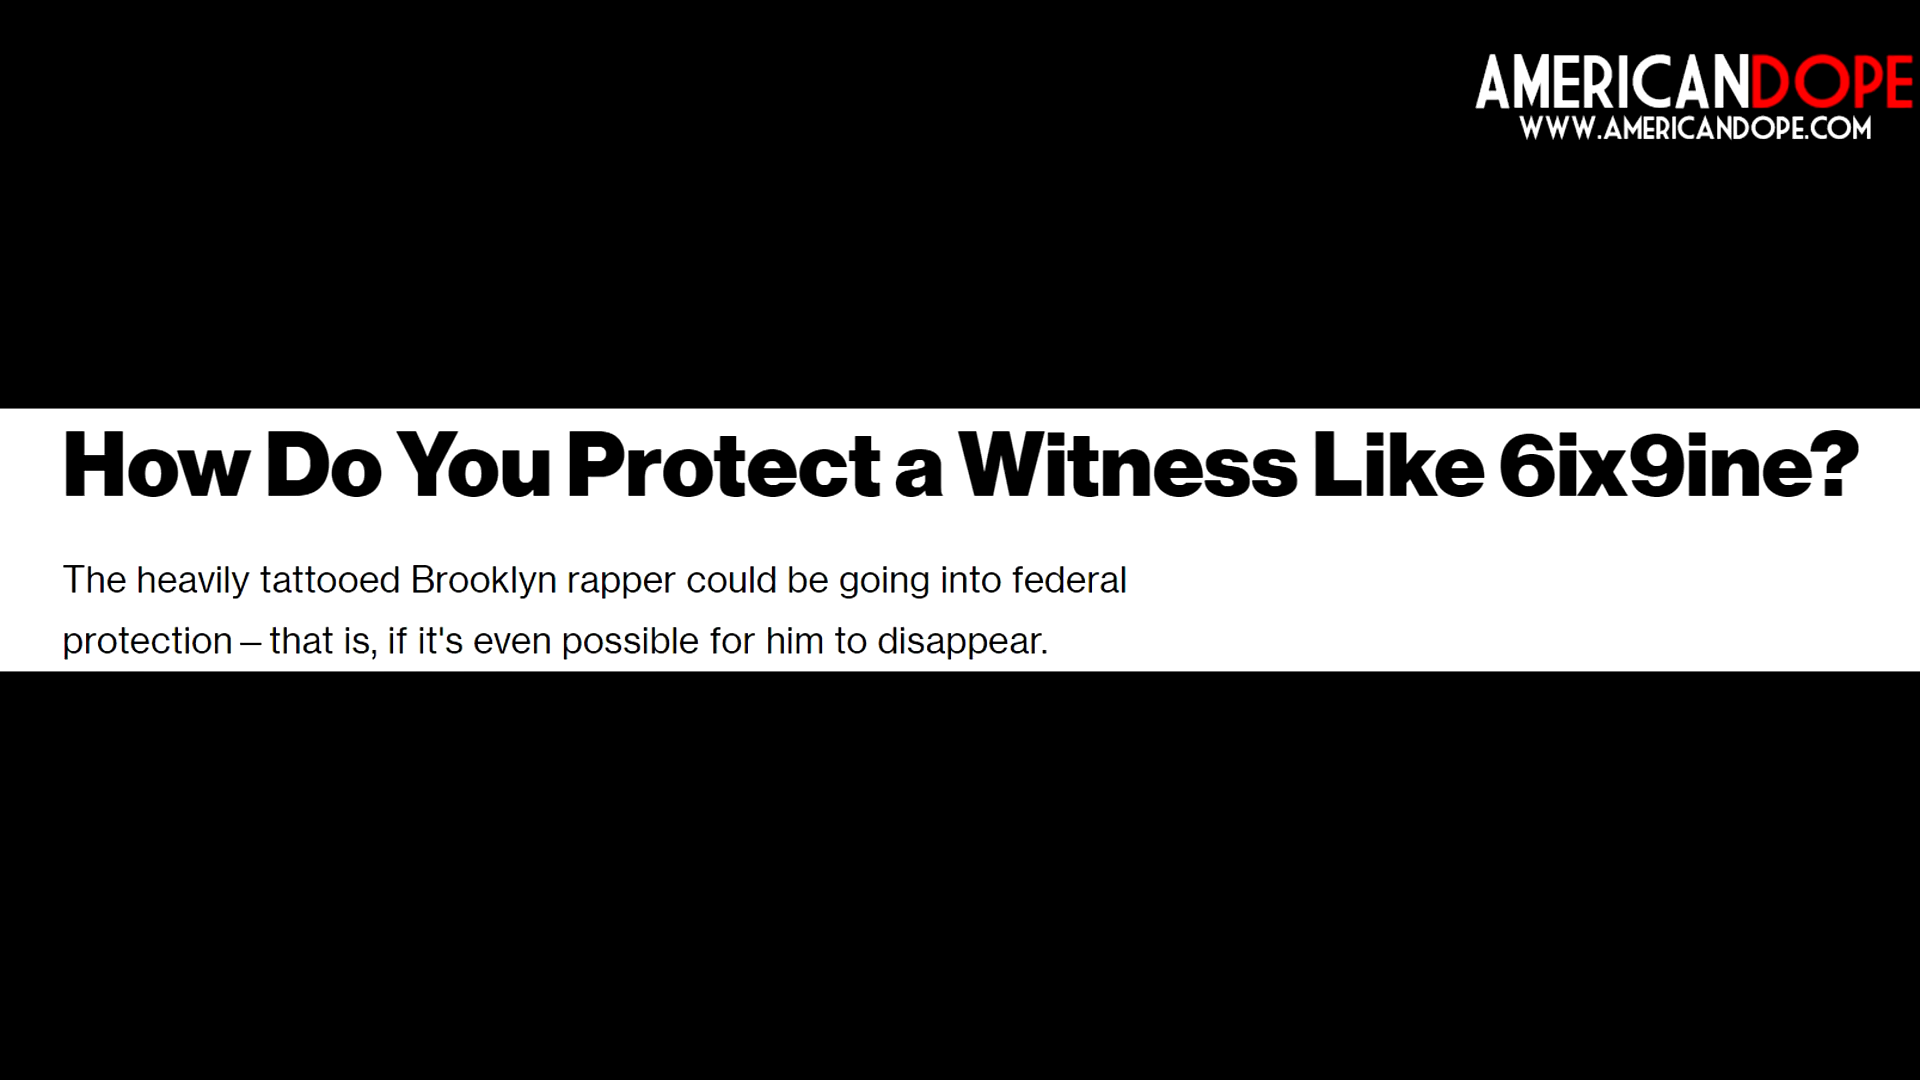 AMERICANDOPE
WWW.AMERICANDOPE.COM
How Do You Protect a Witness Like 6ix9ine?
The heavily tattooed Brooklyn rapper could be going into federal
protection – that is, if it's even possible for him to disappear.